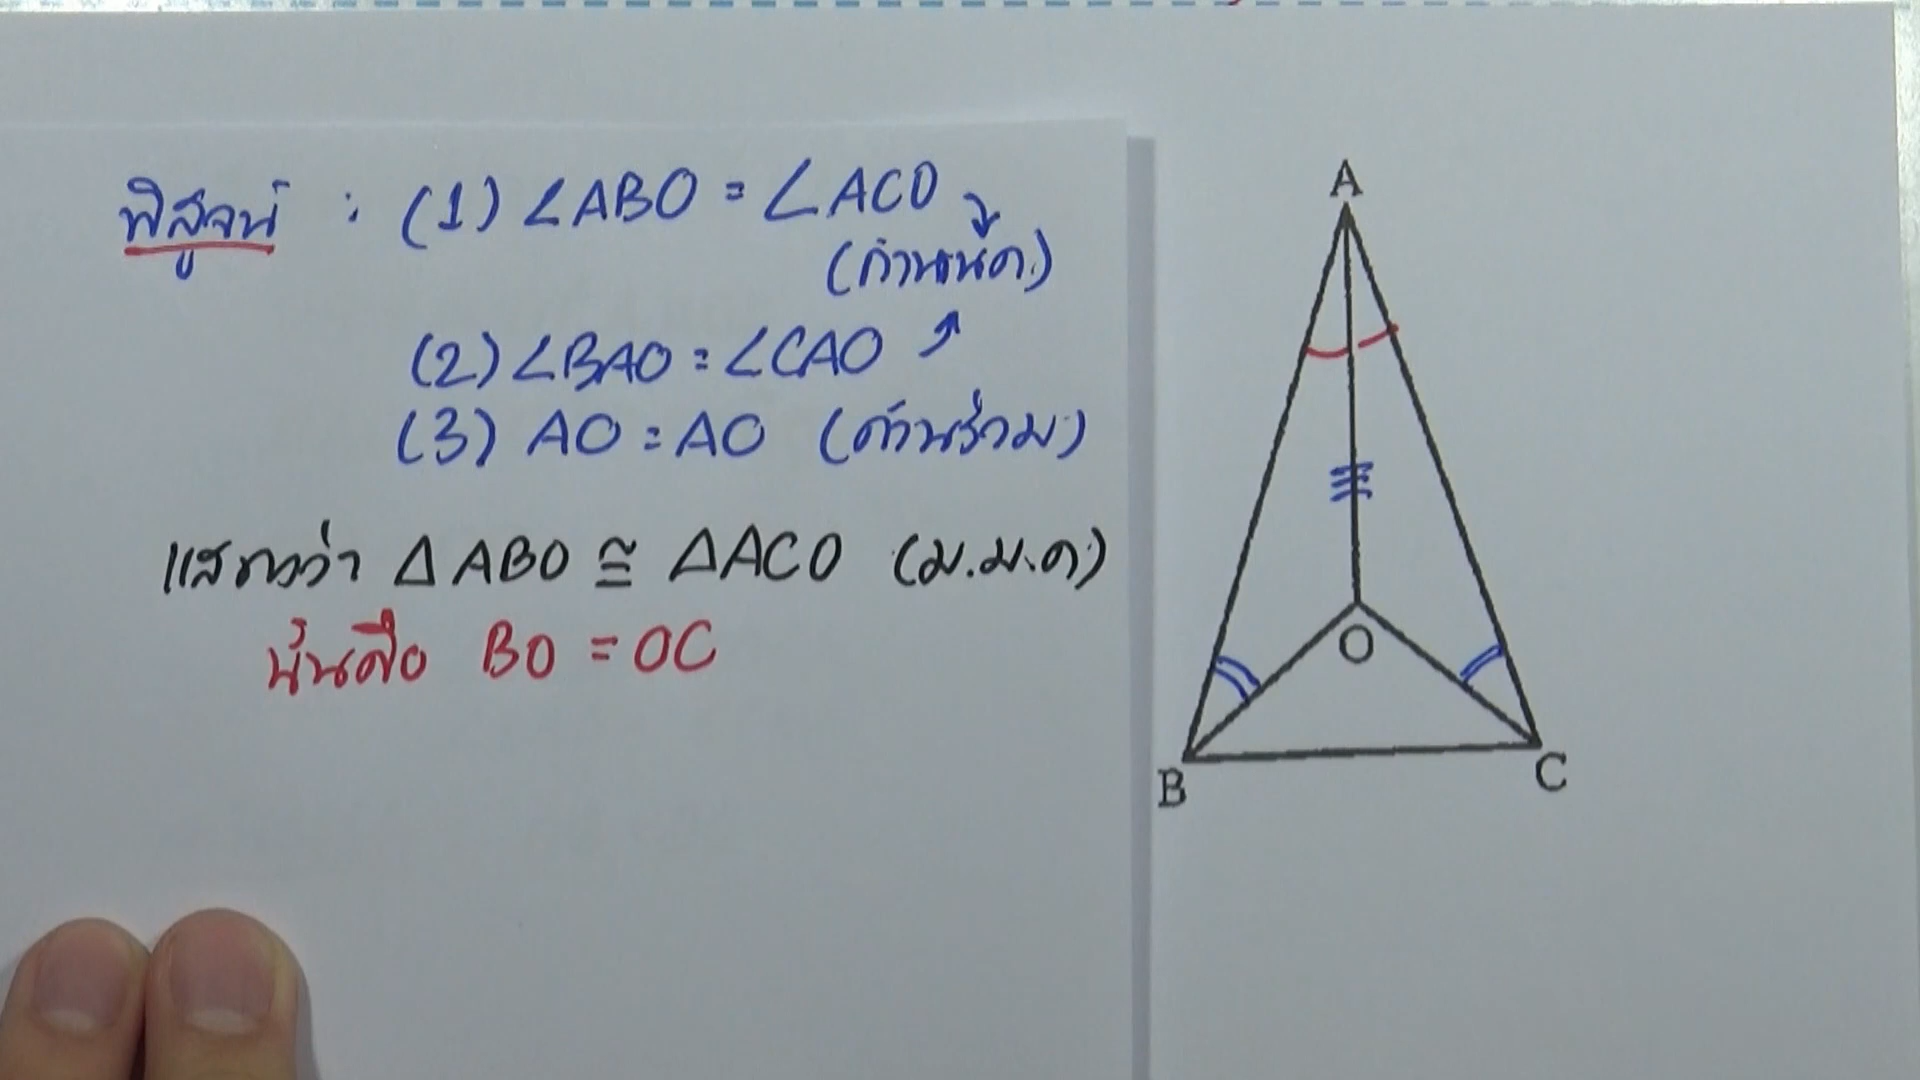 พิสูจน์ : (1) ∠ABO = ∠ACO
(กำหนด)
(2) ∠BAO = ∠CAO
(3) AO = AO (ด้านร่วม)
แสดงว่า △ABO ≅ △ACO (ม.ม.ด)
นั่นคือ BO = OC
A
O
B
C